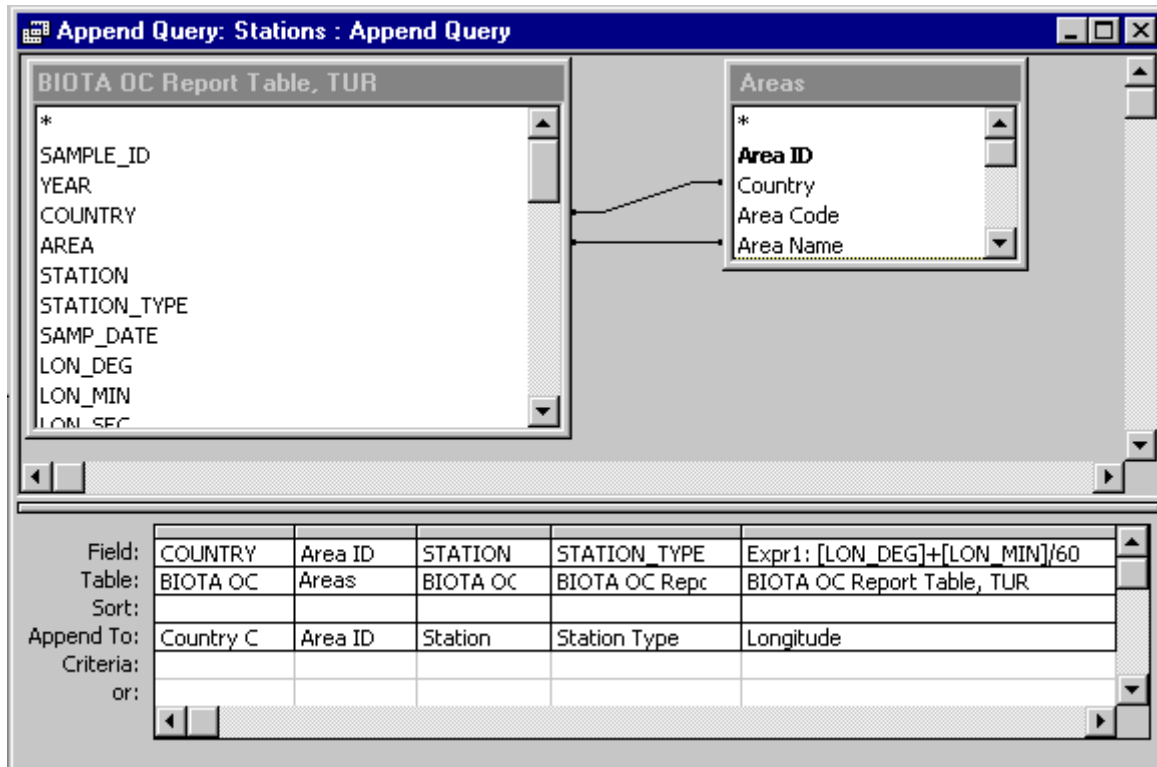 Append Query: Stations : Append Query
BIOTA OC Report Table, TUR
*
SAMPLE_ID
YEAR
COUNTRY
AREA
STATION
STATION_TYPE
SAMP_DATE
LON_DEG
LON_MIN
LON_SEC
Areas
*
Area ID
Country
Area Code
Area Name
Field: COUNTRY Area ID STATION STATION_TYPE Expr1: [LON_DEG]+[LON_MIN]/60
Table: BIOTA OC Areas BIOTA OC BIOTA OC Repo BIOTA OC Report Table, TUR
Sort:
Append To: Country C Area ID Station Station Type Longitude
Criteria:
or: